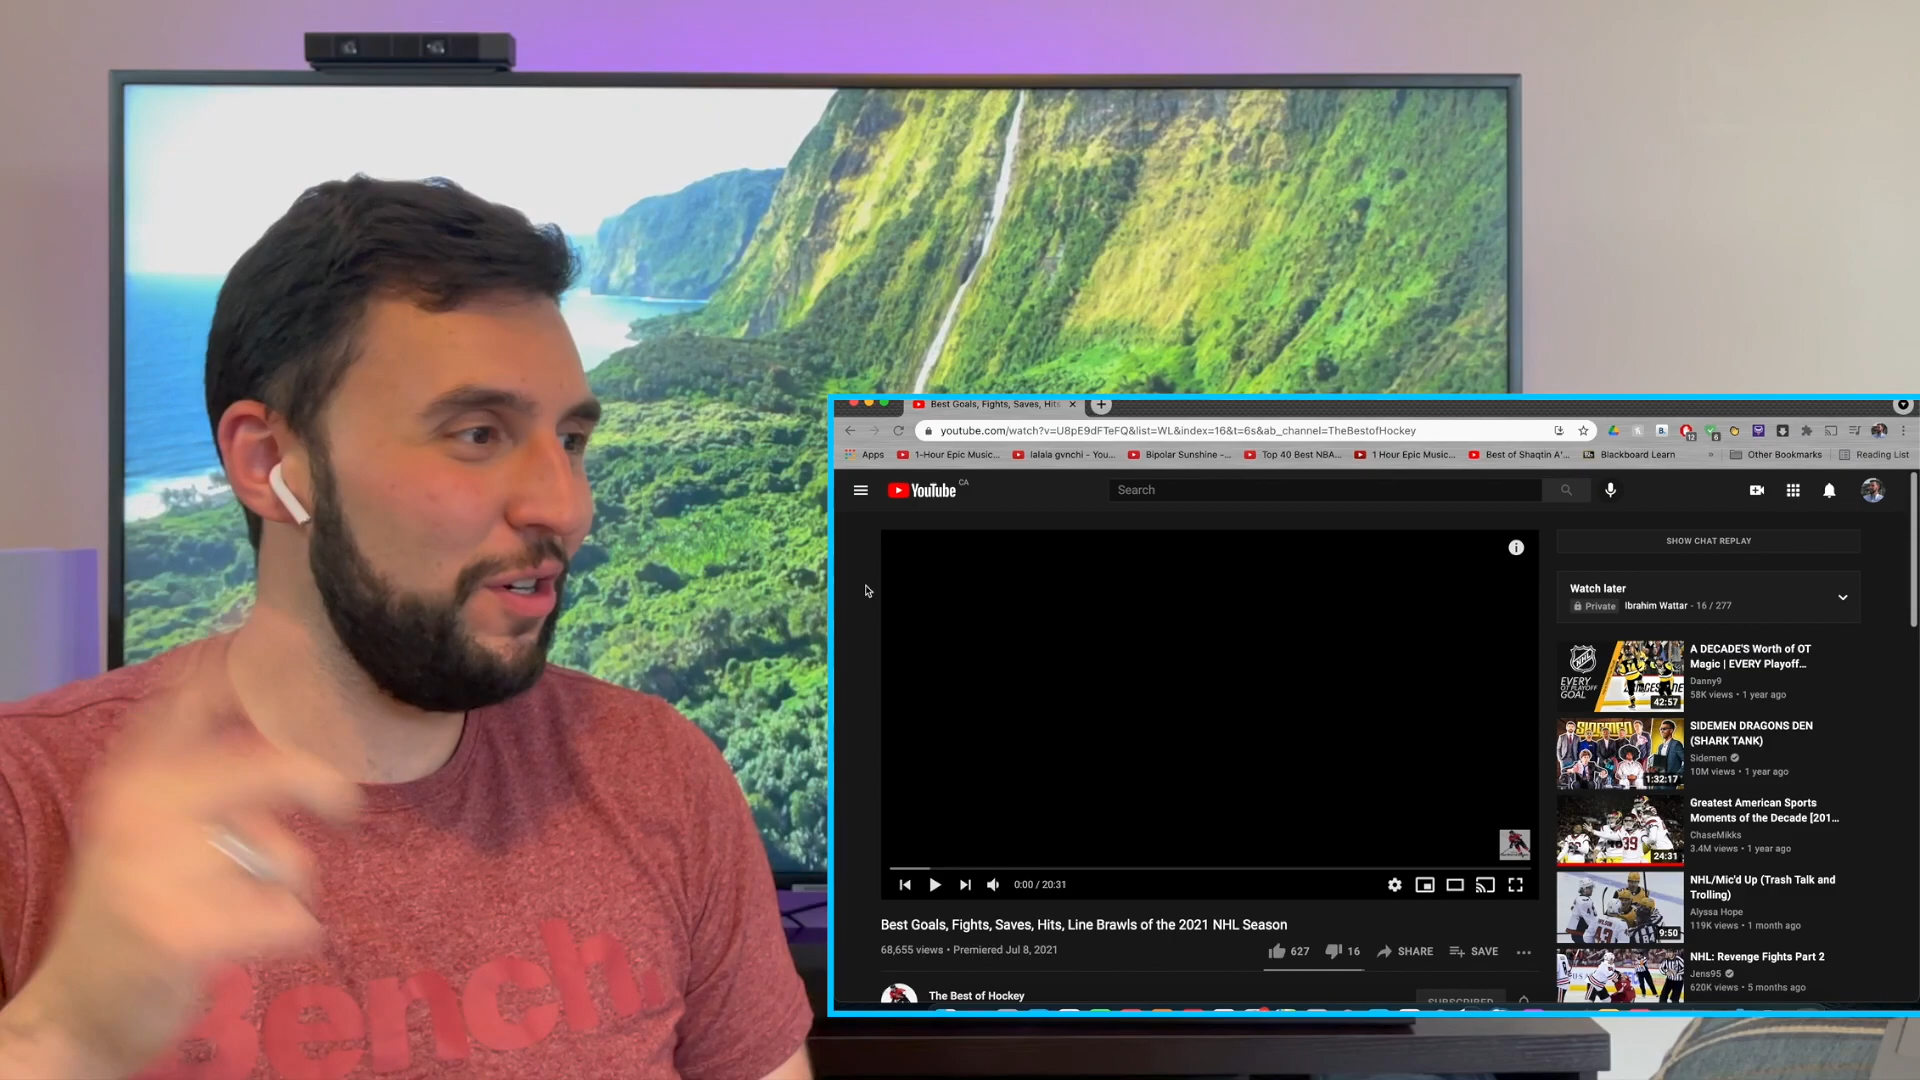 Best Goals, Fights, Saves, Hits
youtube.com/watch?v=U8pE9dFTeFQ&list=WL&index=16&t=6s&ab_channel=TheBestofHockey
Apps
1-Hour Epic Music...
lalala gvnchi - You...
Bipolar Sunshine -...
Top 40 Best NBA...
1 Hour Epic Music...
Best of Shaqtin A'...
Blackboard Learn
Other Bookmarks
Reading List
YouTube CA
Search
SHOW CHAT REPLAY
Watch later
Private Ibrahim Wattar - 16 / 277
A DECADE'S Worth of OT
Magic | EVERY Playoff...
Danny9
58K views • 1 year ago
EVERY
OT PLAYOFF
GOAL
42:57
SIDEMEN DRAGONS DEN
(SHARK TANK)
Sidemen
10M views • 1 year ago
SIDEMEN
1:32:17
Greatest American Sports
Moments of the Decade [201...
ChaseMikks
3.4M views • 1 year ago
39
24:31
NHL/Mic'd Up (Trash Talk and
Trolling)
Alyssa Hope
119K views • 1 month ago
9:50
NHL: Revenge Fights Part 2
Jens95
620K views • 5 months ago
0:00 / 20:31
Best Goals, Fights, Saves, Hits, Line Brawls of the 2021 NHL Season
68,655 views • Premiered Jul 8, 2021
627
16
SHARE
SAVE
The Best of Hockey
SUBSCRIBED
Bench.